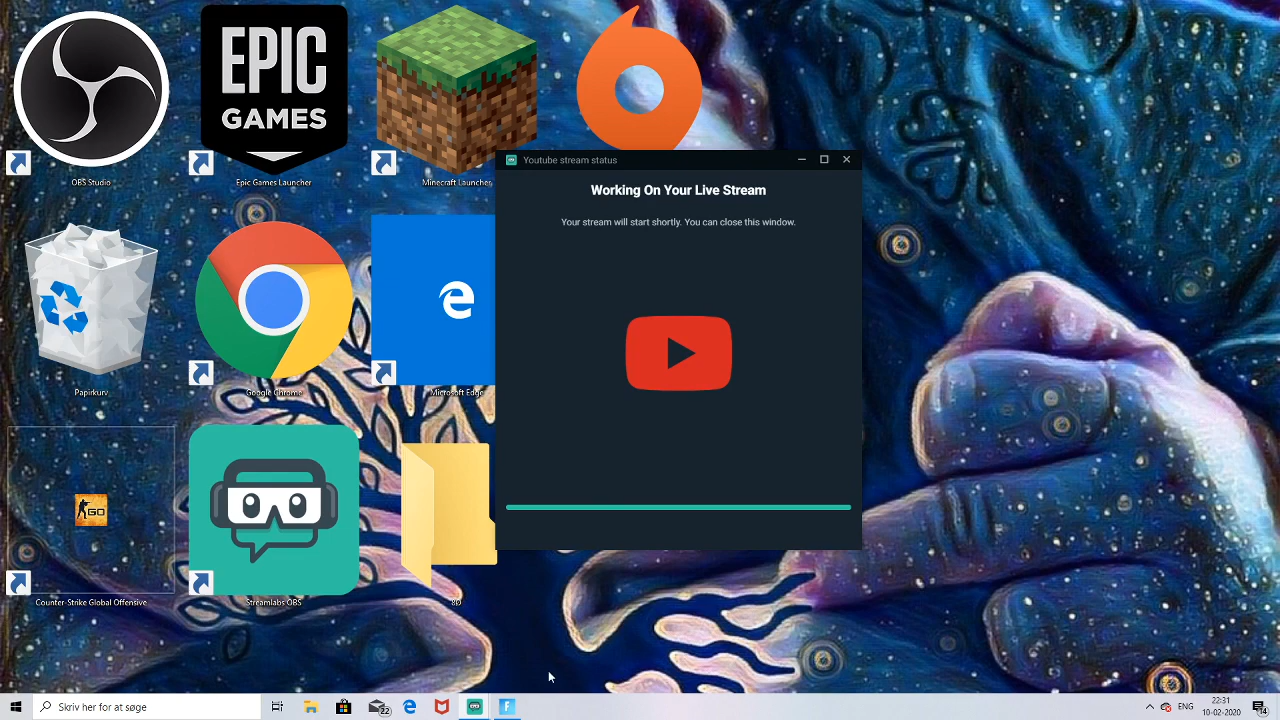 EPIC
GAMES
OBS Studio
Epic Games Launcher
Minecraft Launcher
Youtube stream status
Working On Your Live Stream
Your stream will start shortly. You can close this window.
Papirkurv
Google Chrome
Microsoft Edge
GO
Counter-Strike Global Offensive
Streamlabs OBS
Skriv her for at søge
22
F
ENG
22:31
10-02-2020
14